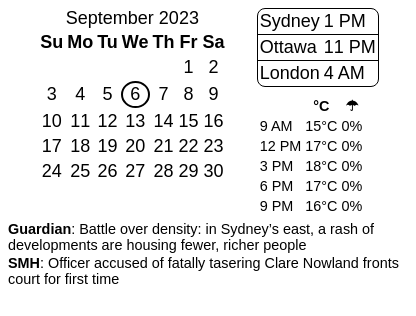 September 2023
Su Mo Tu We Th Fr Sa
1 2
3 4 5 6 7 8 9
10 11 12 13 14 15 16
17 18 19 20 21 22 23
24 25 26 27 28 29 30
Sydney 1 PM
Ottawa 11 PM
London 4 AM
°C ☂
9 AM 15°C 0%
12 PM 17°C 0%
3 PM 18°C 0%
6 PM 17°C 0%
9 PM 16°C 0%
Guardian: Battle over density: in Sydney's east, a rash of
developments are housing fewer, richer people
SMH: Officer accused of fatally tasering Clare Nowland fronts
court for first time